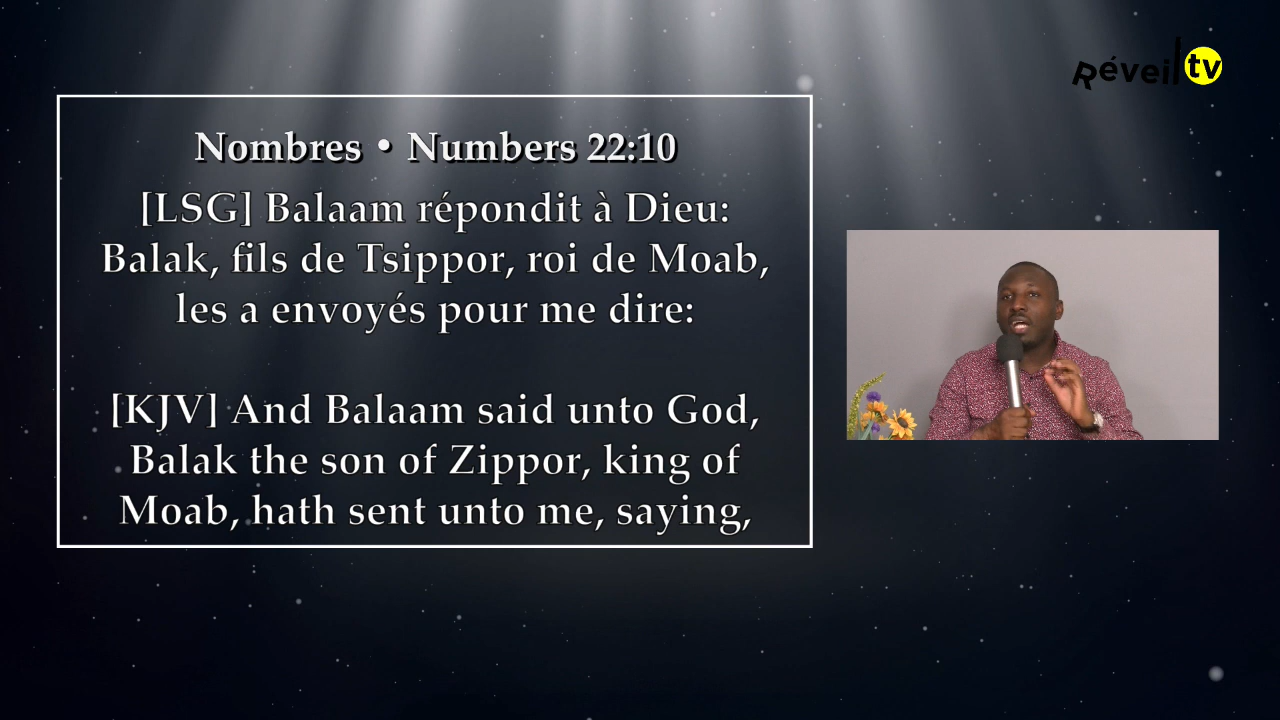 Réveil tv
Nombres • Numbers 22:10
[LSG] Balaam répondit à Dieu:
Balak, fils de Tsippor, roi de Moab,
les a envoyés pour me dire:
[KJV] And Balaam said unto God,
Balak the son of Zippor, king of
Moab, hath sent unto me, saying,